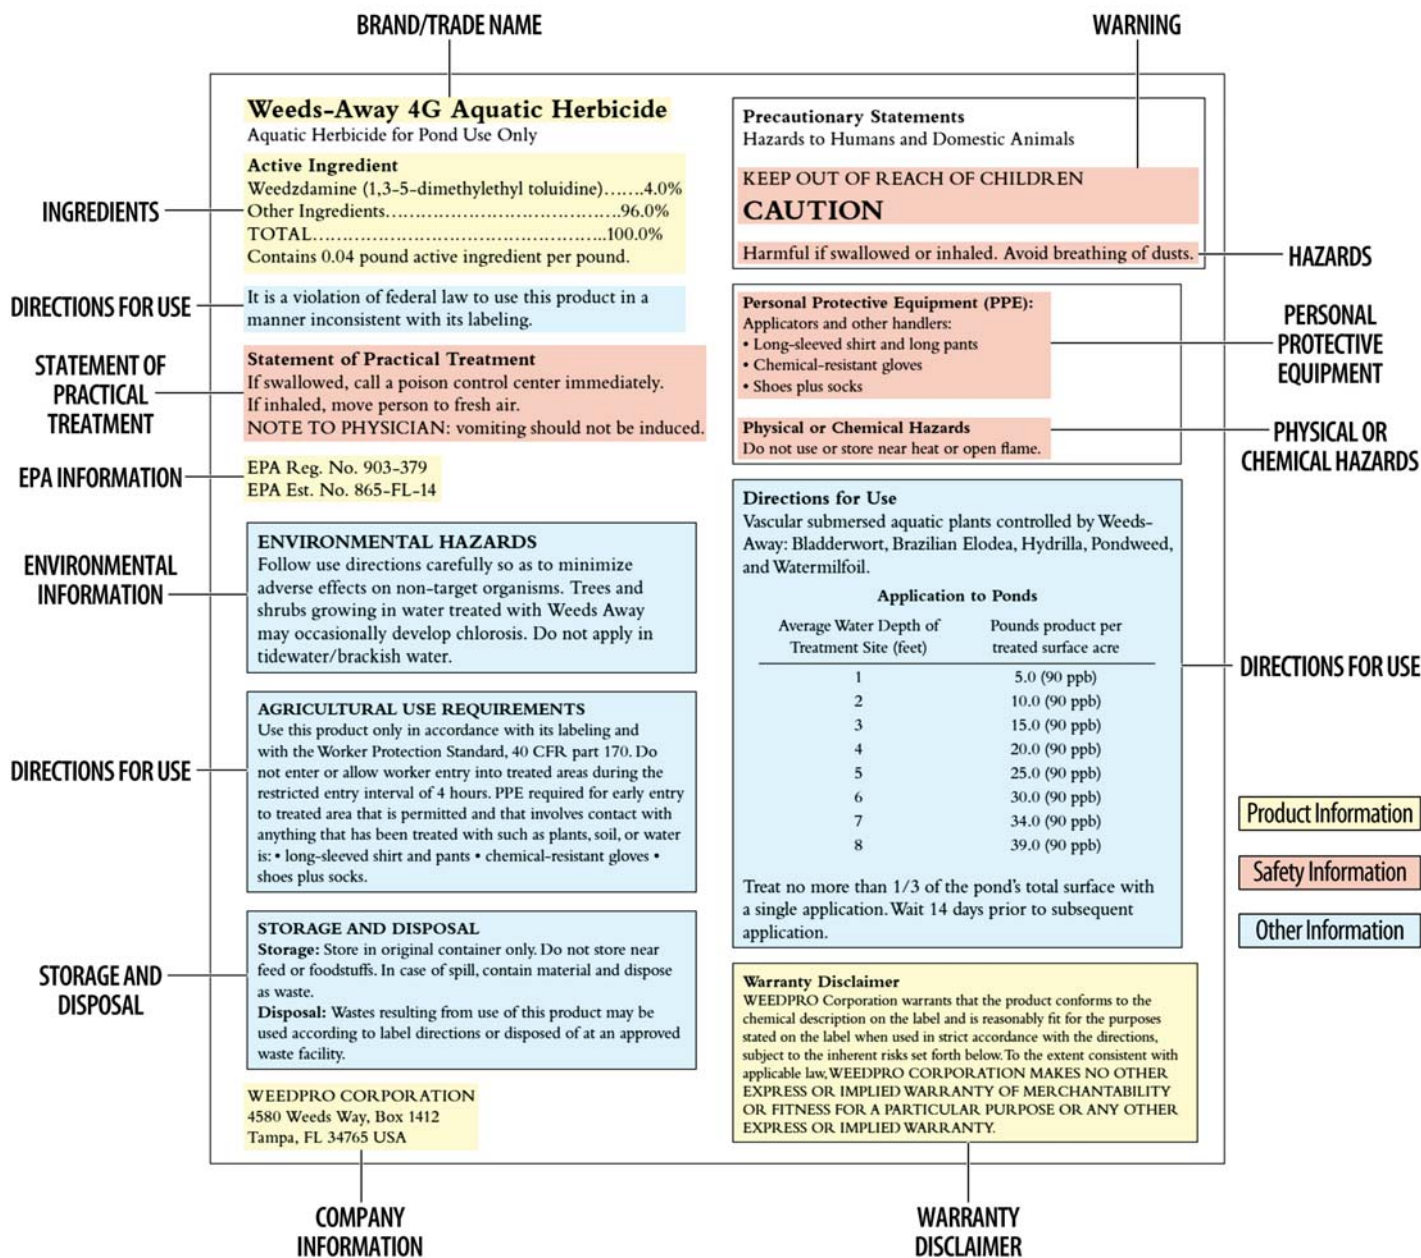 BRAND/TRADE NAME
WARNING
Weeds-Away 4G Aquatic Herbicide
Aquatic Herbicide for Pond Use Only
Active Ingredient
Weedzdamine (1,3-5-dimethylethyl toluidine).......4.0%
Other Ingredients..........................................96.0%
TOTAL....................................................100.0%
Contains 0.04 pound active ingredient per pound.
INGREDIENTS
It is a violation of federal law to use this product in a
manner inconsistent with its labeling.
DIRECTIONS FOR USE
Statement of Practical Treatment
If swallowed, call a poison control center immediately.
If inhaled, move person to fresh air.
NOTE TO PHYSICIAN: vomiting should not be induced.
STATEMENT OF
PRACTICAL
TREATMENT
EPA Reg. No. 903-379
EPA Est. No. 865-FL-14
EPA INFORMATION
ENVIRONMENTAL HAZARDS
Follow use directions carefully so as to minimize
adverse effects on non-target organisms. Trees and
shrubs growing in water treated with Weeds Away
may occasionally develop chlorosis. Do not apply in
tidewater/brackish water.
ENVIRONMENTAL
INFORMATION
AGRICULTURAL USE REQUIREMENTS
Use this product only in accordance with its labeling and
with the Worker Protection Standard, 40 CFR part 170. Do
not enter or allow worker entry into treated areas during the
restricted entry interval of 4 hours. PPE required for early entry
to treated area that is permitted and that involves contact with
anything that has been treated with such as plants, soil, or water
is: • long-sleeved shirt and pants • chemical-resistant gloves •
shoes plus socks.
DIRECTIONS FOR USE
STORAGE AND DISPOSAL
Storage: Store in original container only. Do not store near
feed or foodstuffs. In case of spill, contain material and dispose
as waste.
Disposal: Wastes resulting from use of this product may be
used according to label directions or disposed of at an approved
waste facility.
STORAGE AND
DISPOSAL
WEEDPRO CORPORATION
4580 Weeds Way, Box 1412
Tampa, FL 34765 USA
COMPANY
INFORMATION
Precautionary Statements
Hazards to Humans and Domestic Animals
KEEP OUT OF REACH OF CHILDREN
CAUTION
Harmful if swallowed or inhaled. Avoid breathing of dusts.
HAZARDS
Personal Protective Equipment (PPE):
Applicators and other handlers:
• Long-sleeved shirt and long pants
• Chemical-resistant gloves
• Shoes plus socks
PERSONAL
PROTECTIVE
EQUIPMENT
Physical or Chemical Hazards
Do not use or store near heat or open flame.
PHYSICAL OR
CHEMICAL HAZARDS
Directions for Use
Vascular submersed aquatic plants controlled by Weeds-
Away: Bladderwort, Brazilian Elodea, Hydrilla, Pondweed,
and Watermilfoil.
Application to Ponds
Average Water Depth of Pounds product per
Treatment Site (feet) treated surface acre
1 5.0 (90 ppb)
2 10.0 (90 ppb)
3 15.0 (90 ppb)
4 20.0 (90 ppb)
5 25.0 (90 ppb)
6 30.0 (90 ppb)
7 34.0 (90 ppb)
8 39.0 (90 ppb)
Treat no more than 1/3 of the pond's total surface with
a single application. Wait 14 days prior to subsequent
application.
DIRECTIONS FOR USE
Warranty Disclaimer
WEEDPRO Corporation warrants that the product conforms to the
chemical description on the label and is reasonably fit for the purposes
stated on the label when used in strict accordance with the directions,
subject to the inherent risks set forth below. To the extent consistent with
applicable law, WEEDPRO CORPORATION MAKES NO OTHER
EXPRESS OR IMPLIED WARRANTY OF MERCHANTABILITY
OR FITNESS FOR A PARTICULAR PURPOSE OR ANY OTHER
EXPRESS OR IMPLIED WARRANTY.
WARRANTY
DISCLAIMER
Product Information
Safety Information
Other Information